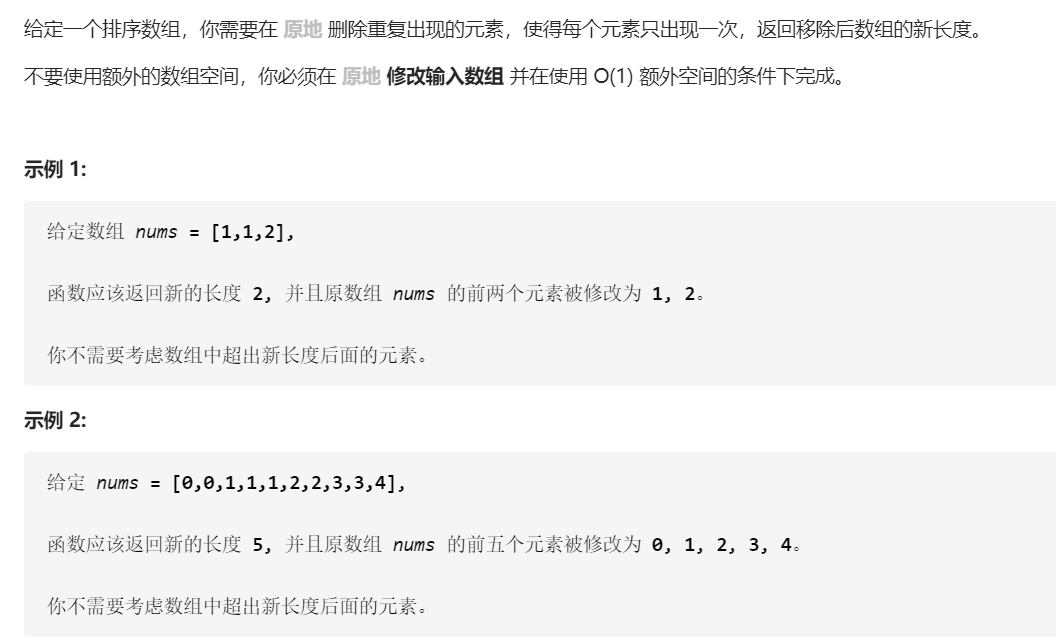 给定一个排序数组，你需要在 原地 删除重复出现的元素，使得每个元素只出现一次，返回移除后数组的新长度。
不要使用额外的数组空间，你必须在 原地 修改输入数组 并在使用 O(1) 额外空间的条件下完成。
示例 1:
给定数组 nums = [1,1,2],
函数应该返回新的长度 2, 并且原数组 nums 的前两个元素被修改为 1, 2。
你不需要考虑数组中超出新长度后面的元素。
示例 2:
给定 nums = [0,0,1,1,1,2,2,3,3,4],
函数应该返回新的长度 5, 并且原数组 nums 的前五个元素被修改为 0, 1, 2, 3, 4。
你不需要考虑数组中超出新长度后面的元素。